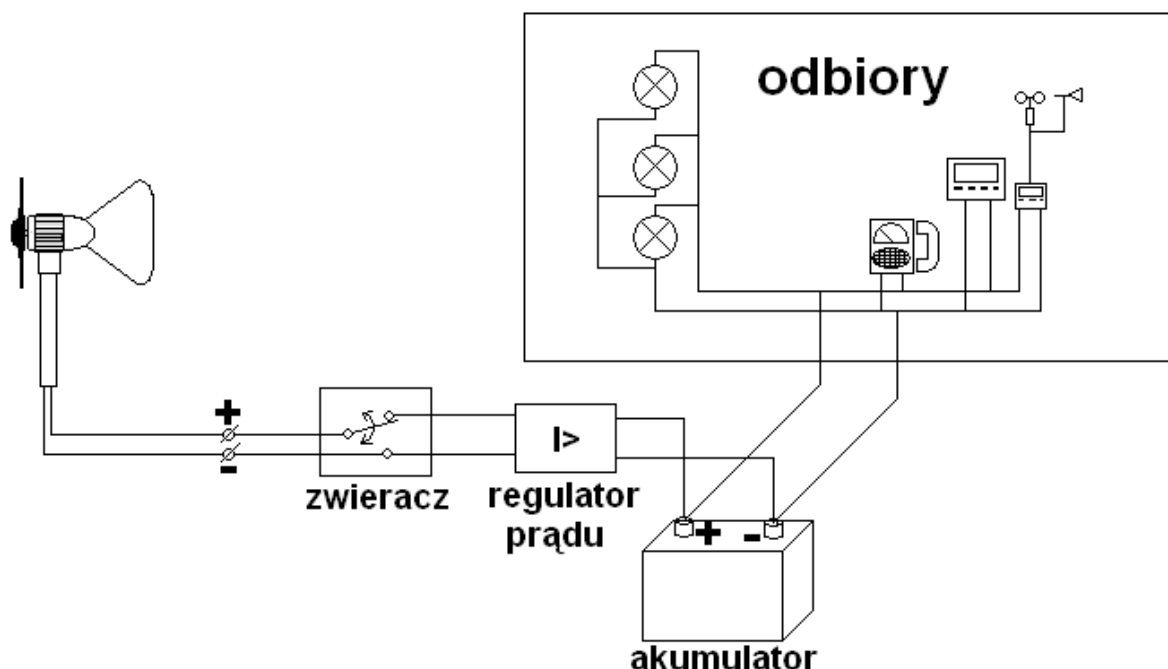 odbiory
+
-
zwieracz
I>
regulator
prądu
+ -
akumulator